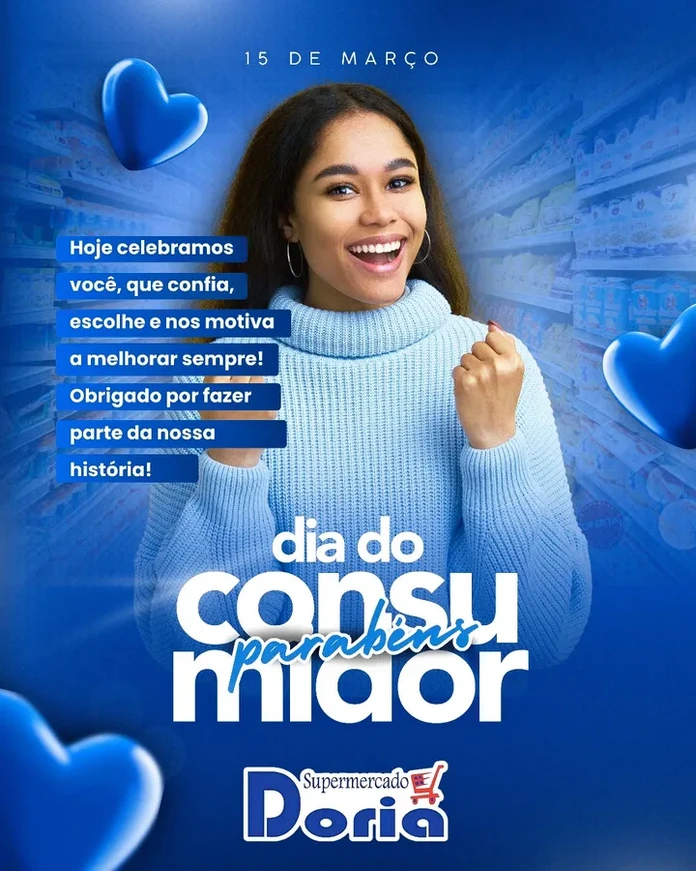 15 DE MARÇO
Hoje celebramos
você, que confia,
escolhe e nos motiva
a melhorar sempre!
Obrigado por fazer
parte da nossa
história!
dia do
consu
parabéns
midor
Supermercado
Doria